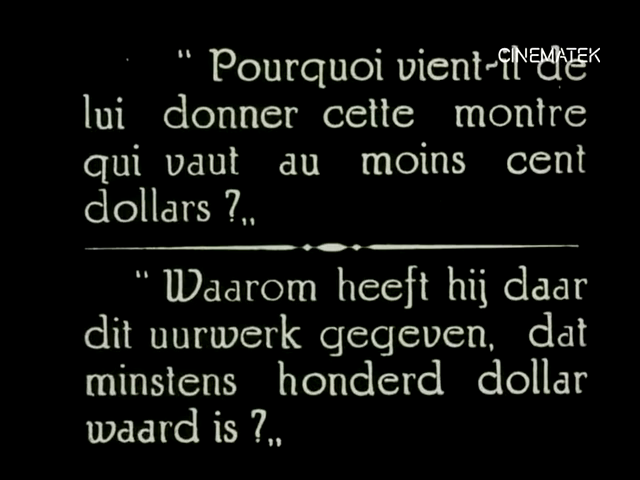 CINEMATEK
“ Pourquoi vient-il de
lui donner cette montre
qui vaut au moins cent
dollars ?„
“ Waarom heeft hij daar
dit uurwerk gegeven, dat
minstens honderd dollar
waard is ?„